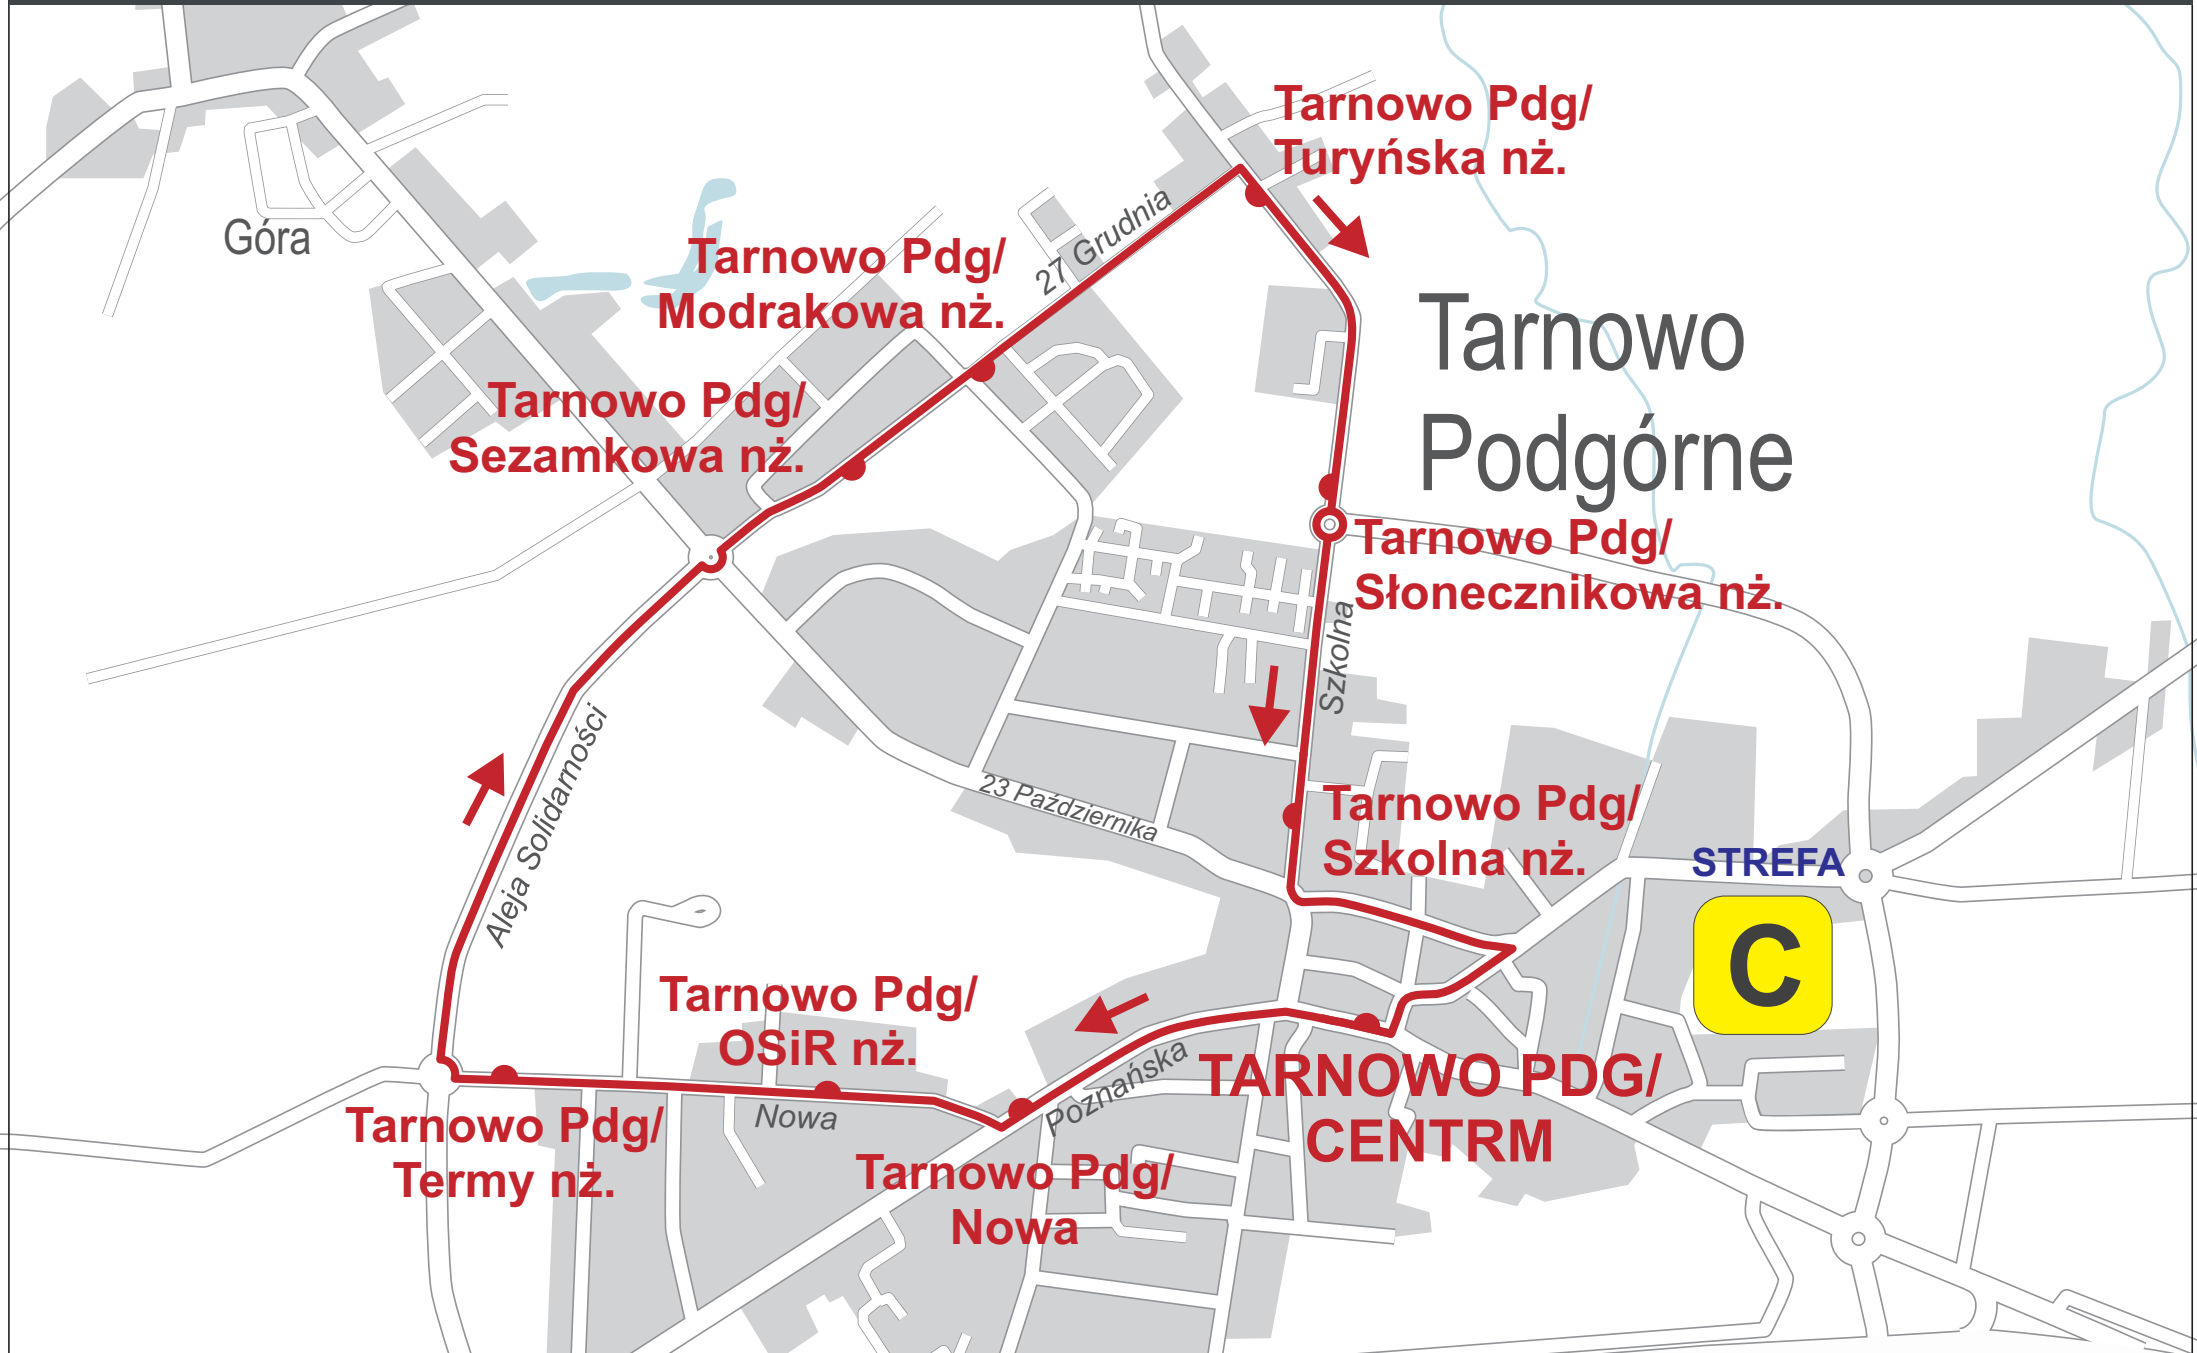 Tarnowo Pdg/
Turyńska nż.
Góra
27 Grudnia
Tarnowo Pdg/
Modrakowa nż.
Tarnowo
Podgórne
Tarnowo Pdg/
Sezamkowa nż.
Tarnowo Pdg/
Słonecznikowa nż.
Szkolna
Aleja Solidarności
23 Października
Tarnowo Pdg/
Szkolna nż.
STREFA
C
Tarnowo Pdg/
OSiR nż.
Poznańska
TARNOWO PDG/
CENTRM
Nowa
Tarnowo Pdg/
Termy nż.
Tarnowo Pdg/
Nowa